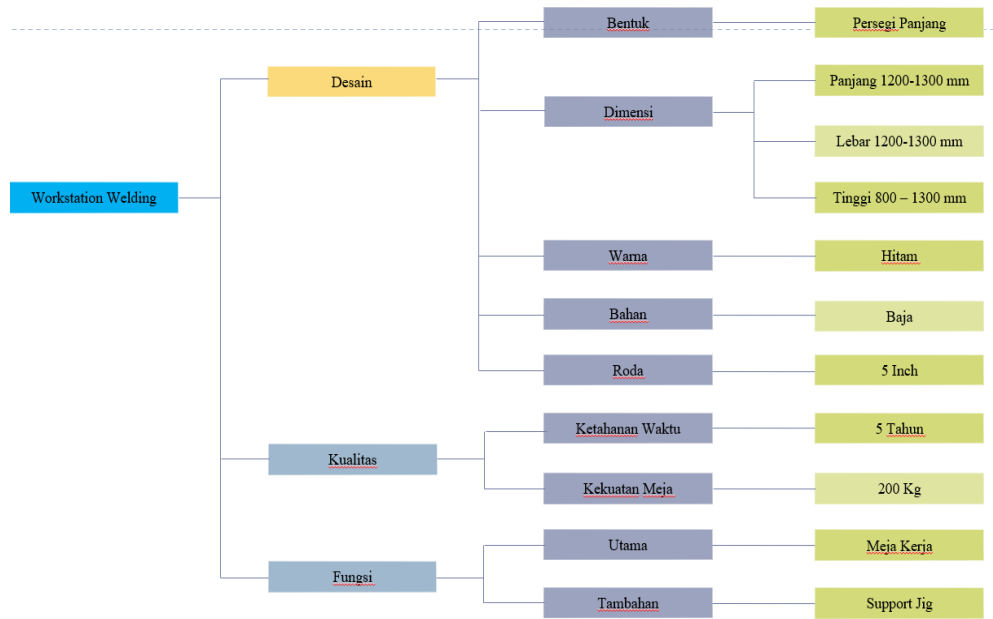 Bentuk
Persegi Panjang
Desain
Panjang 1200-1300 mm
Dimensi
Lebar 1200-1300 mm
Workstation Welding
Tinggi 800 – 1300 mm
Warna
Hitam
Bahan
Baja
Roda
5 Inch
Ketahanan Waktu
5 Tahun
Kualitas
Kekuatan Meja
200 Kg
Utama
Meja Kerja
Fungsi
Tambahan
Support Jig